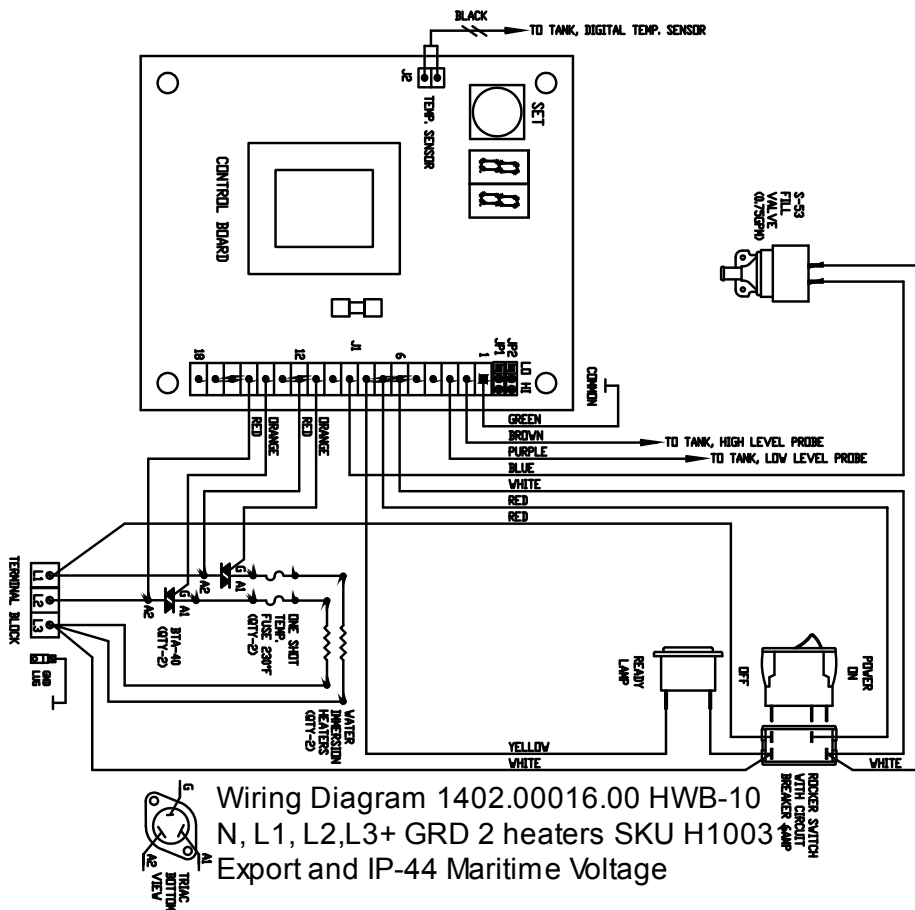 BLACK
TO TANK, DIGITAL TEMP. SENSOR
J2
TEMP. SENSOR
SET
CONTROL BOARD
S-53
FILL
VALVE
(0.75GPM)
18
12
J1
6
1
JP1
JP2
LO
HI
COMMON
GREEN
BROWN
TO TANK, HIGH LEVEL PROBE
PURPLE
TO TANK, LOW LEVEL PROBE
BLUE
WHITE
RED
RED
RED
ORANGE
RED
ORANGE
TERMINAL BLOCK
L1
L2
L3
GND
LUG
A2
G
A1
A2
G
A1
BTA-40
(QTY-2)
ONE SHOT
TEMP.
FUSE 230°F
(QTY-2)
WATER
IMMERSION
HEATERS
(QTY-2)
READY
LAMP
OFF
POWER
ON
YELLOW
WHITE
WHITE
ROCKER SWITCH
WITH CIRCUIT
BREAKER
G
A1
A2
TRIAC
BOTTOM
VIEW
Wiring Diagram 1402.00016.00 HWB-10
N, L1, L2,L3+ GRD 2 heaters SKU H1003
Export and IP-44 Maritime Voltage